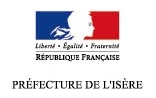 Liberté • Égalité • Fraternité
RÉPUBLIQUE FRANÇAISE
PRÉFECTURE DE L'ISÈRE